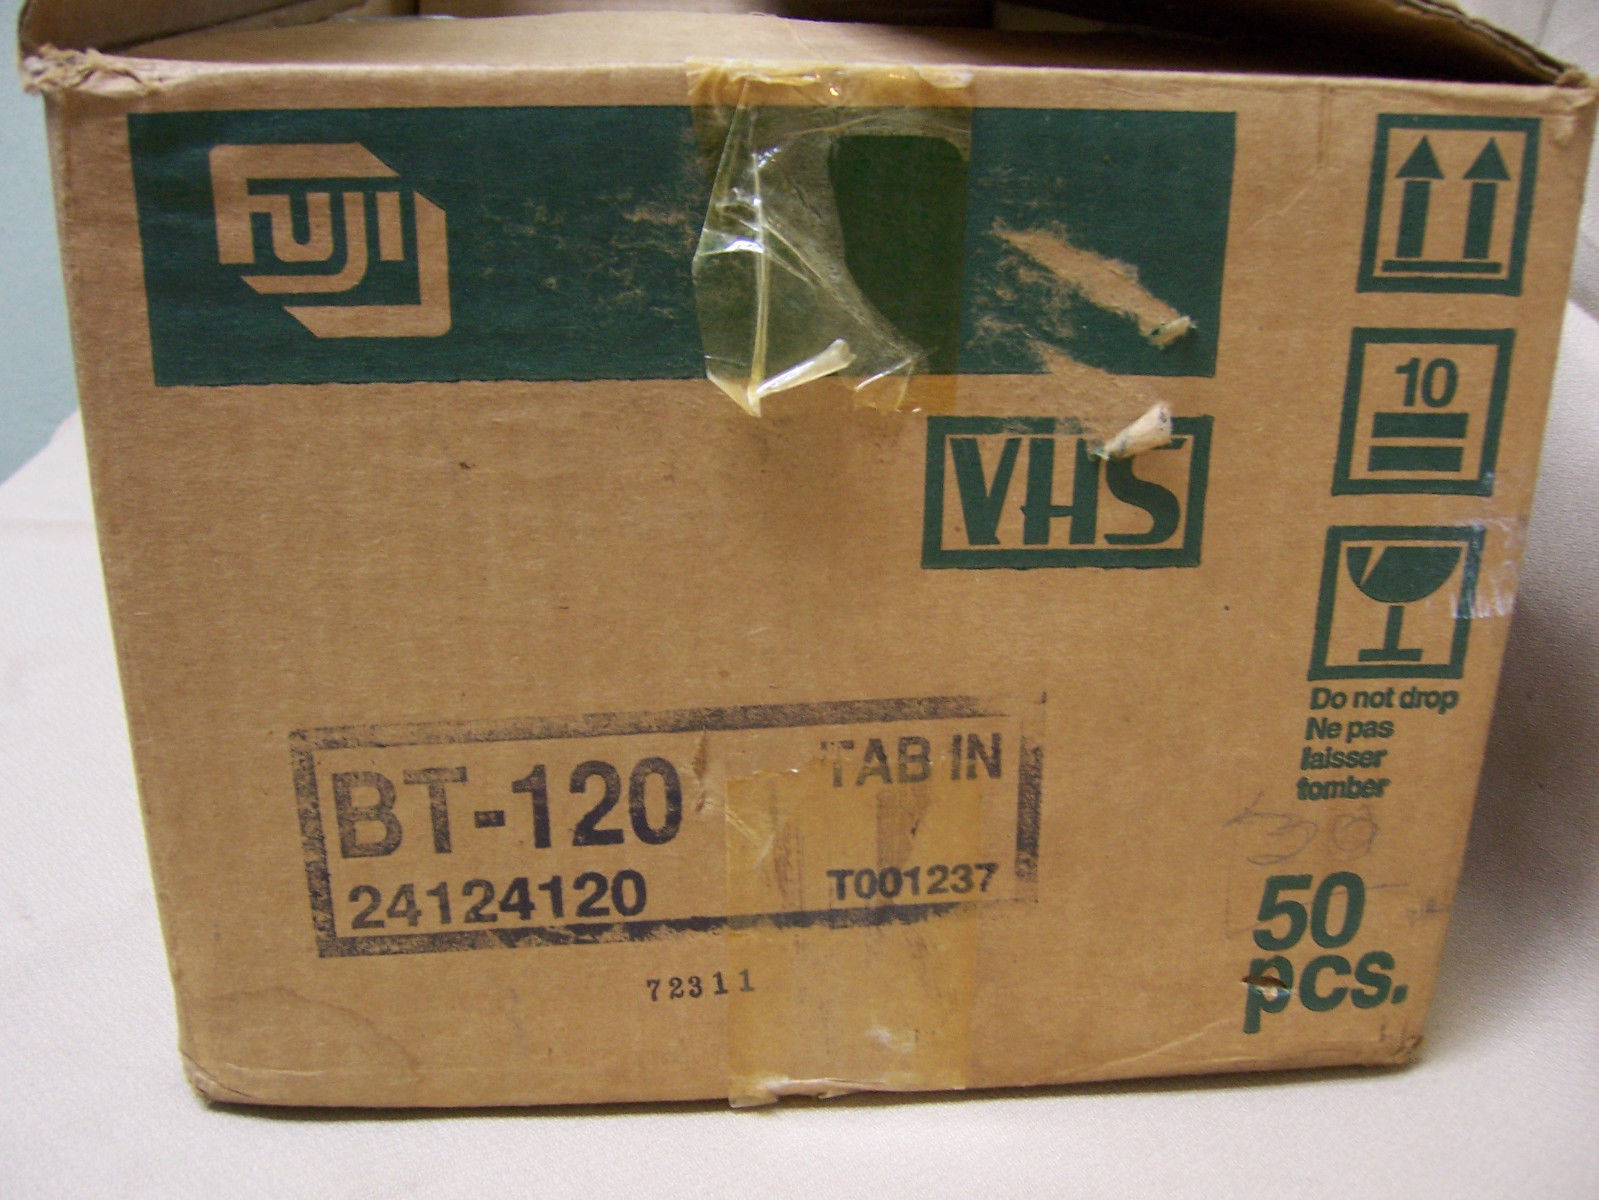 FUJI
10
VHS
Do not drop
Ne pas
laisser
tomber
BT-120
TAB IN
24124120
T001237
30
50
pcs.
72311